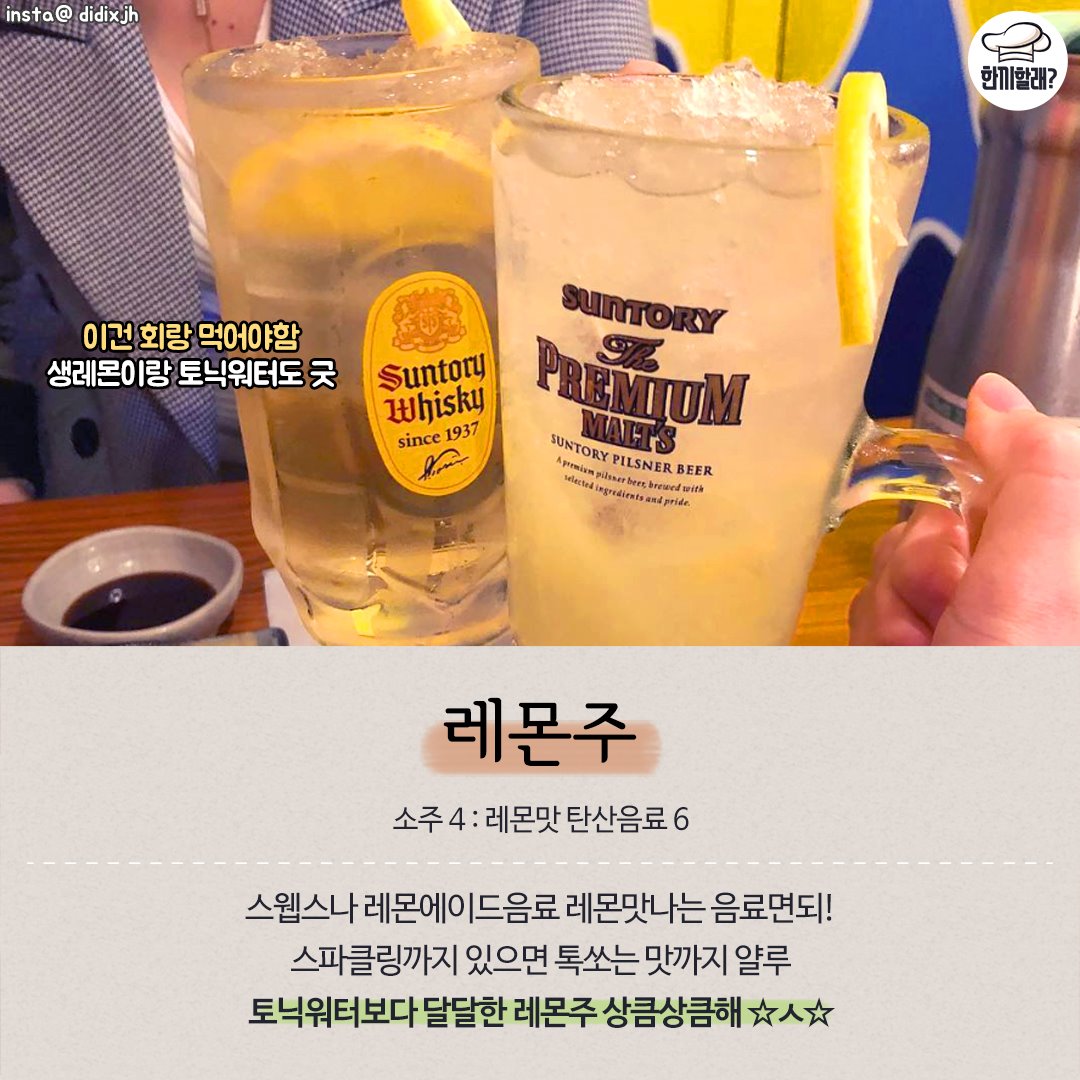 insta@ didixjh
한끼할래?
이건 회랑 먹어야함
생레몬이랑 토닉워터도 굿
Suntory
Whisky
since 1937
SUNTORY
The
PREMIUM
MALT'S
SUNTORY PILSNER BEER
A premium pilsner beer, brewed with
selected ingredients and pride.
레몬주
소주 4 : 레몬맛 탄산음료 6
스웹스나 레몬에이드음료 레몬맛나는 음료면되!
스파클링까지 있으면 톡쏘는 맛까지 얄루
토닉워터보다 달달한 레몬주 상큼상큼해 ☆ㅅ☆